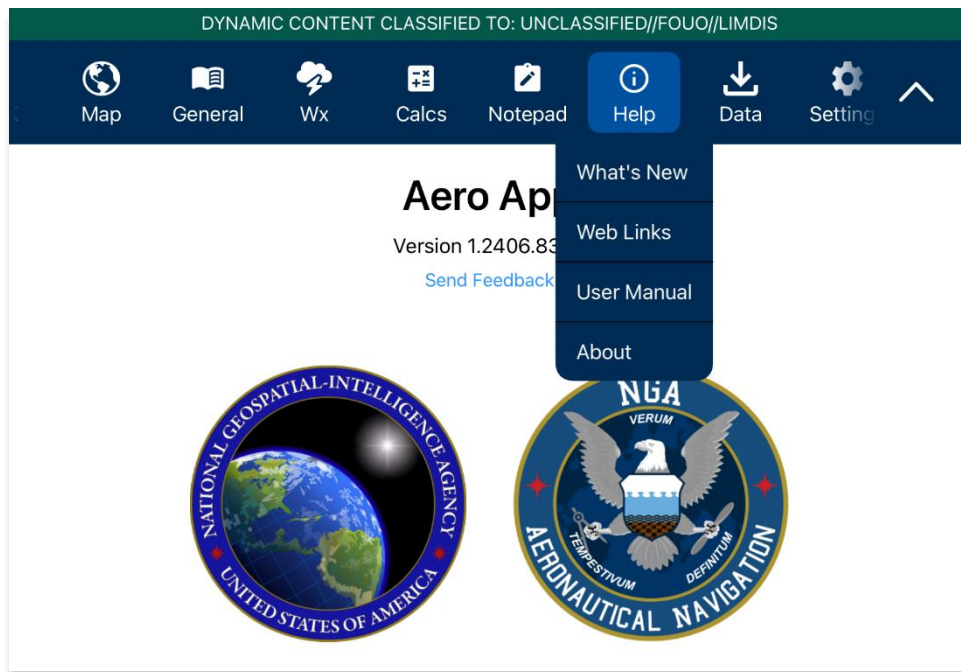 DYNAMIC CONTENT CLASSIFIED TO: UNCLASSIFIED//FOUO//LIMDIS
Map General Wx Calcs Notepad Help Data Setting
What's New
Web Links
User Manual
About
Aero Ap
Version 1.2406.83
Send Feedback
NATIONAL GEOSPATIAL-INTELLIGENCE AGENCY
UNITED STATES OF AMERICA
NGA
VERUM
TEMPESTIVUM
DEFINITUM
AERONAUTICAL NAVIGATION